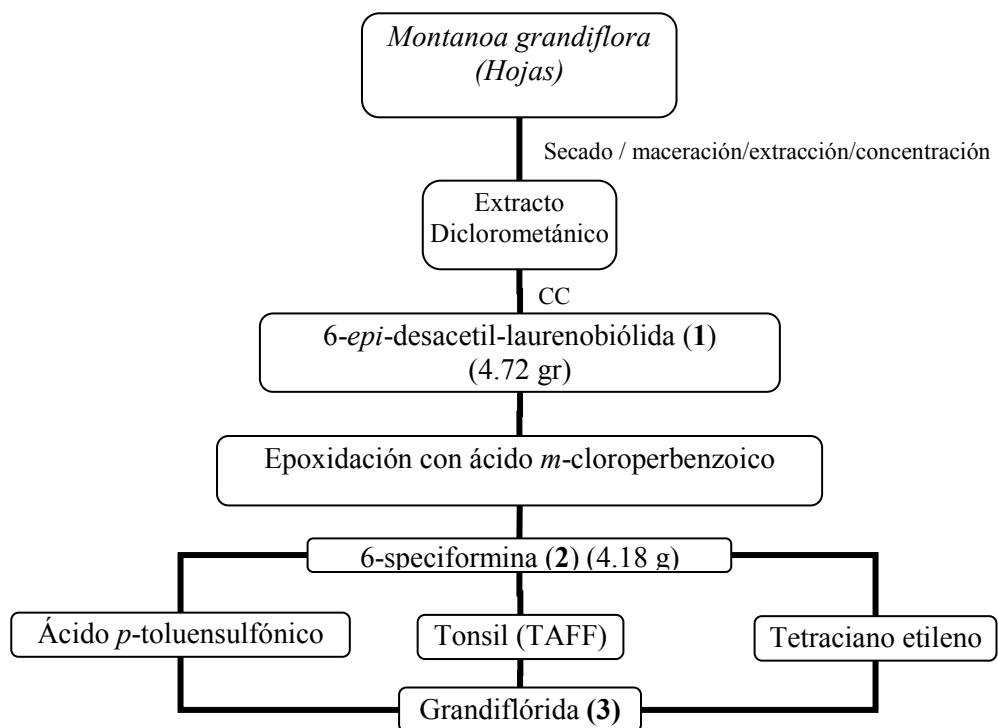 Montanoa grandiflora
(Hojas)
Secado / maceración/extracción/concentración
Extracto
Diclorometánico
CC
6-epi-desacetil-laurenobiólida (1)
(4.72 gr)
Epoxidación con ácido m-cloroperbenzoico
6-speciformina (2) (4.18 g)
Ácido p-toluensulfónico
Tonsil (TAFF)
Tetraciano etileno
Grandiflórida (3)